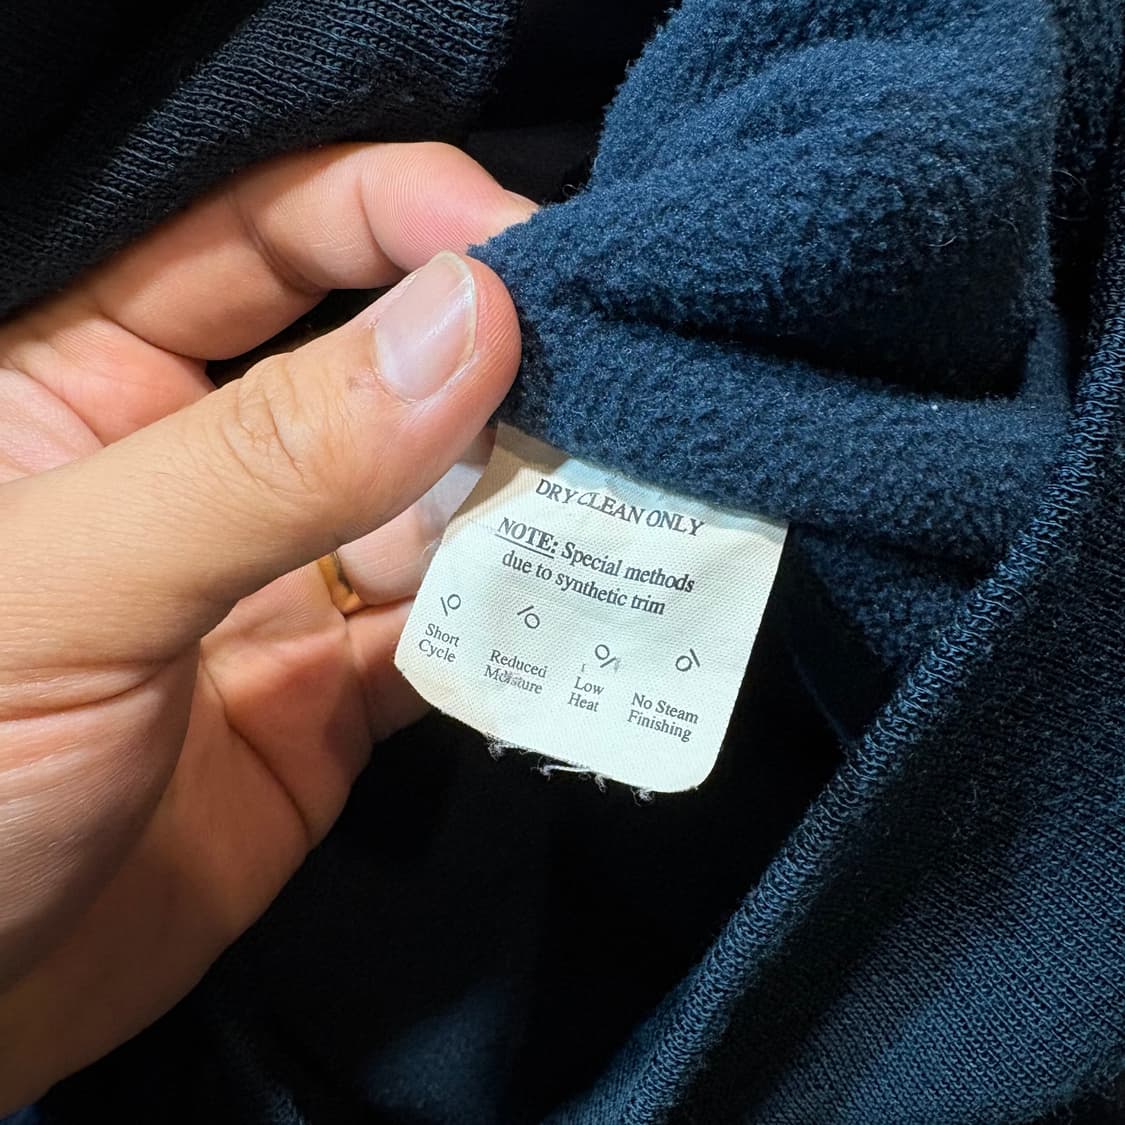 DRY CLEAN ONLY
NOTE: Special methods
due to synthetic trim
Short
Cycle
Reduced
Moisture
Low
Heat
No Steam
Finishing